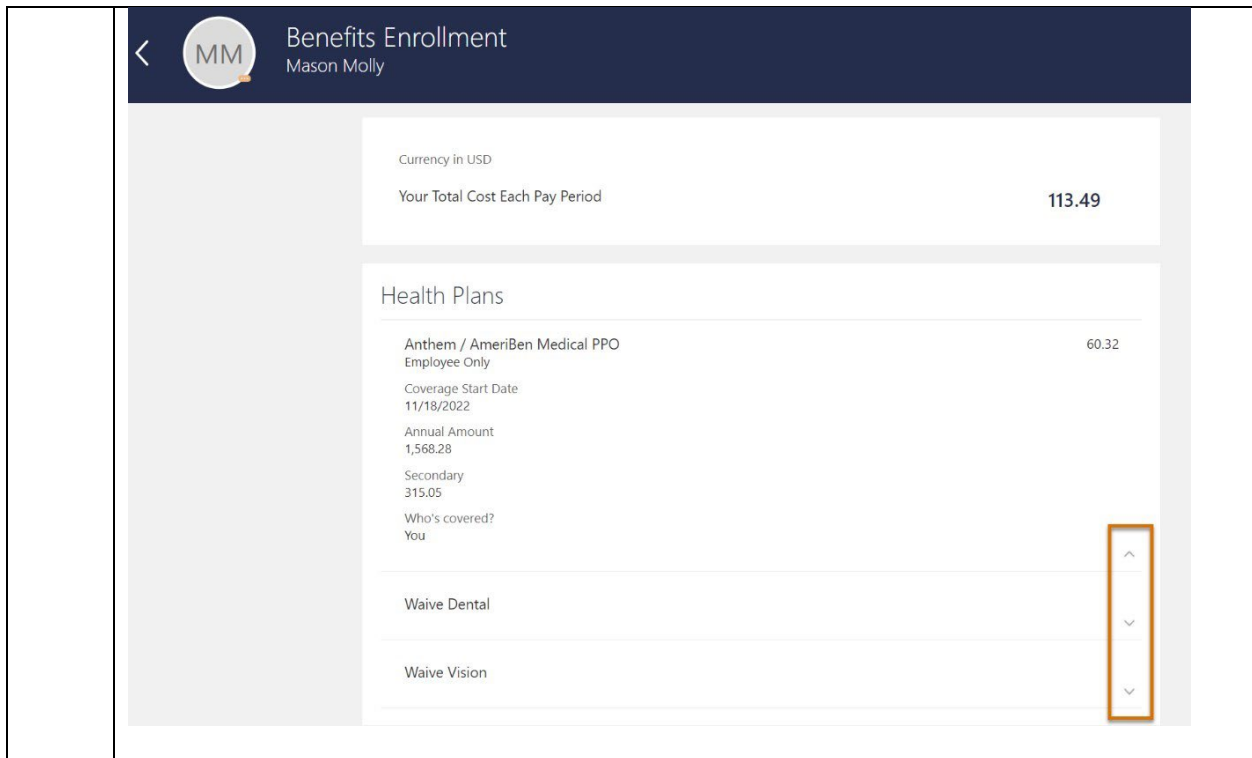 MM
Benefits Enrollment
Mason Molly
Currency in USD
Your Total Cost Each Pay Period 113.49
Health Plans
Anthem / AmeriBen Medical PPO 60.32
Employee Only
Coverage Start Date
11/18/2022
Annual Amount
1,568.28
Secondary
315.05
Who's covered?
You
Waive Dental
Waive Vision